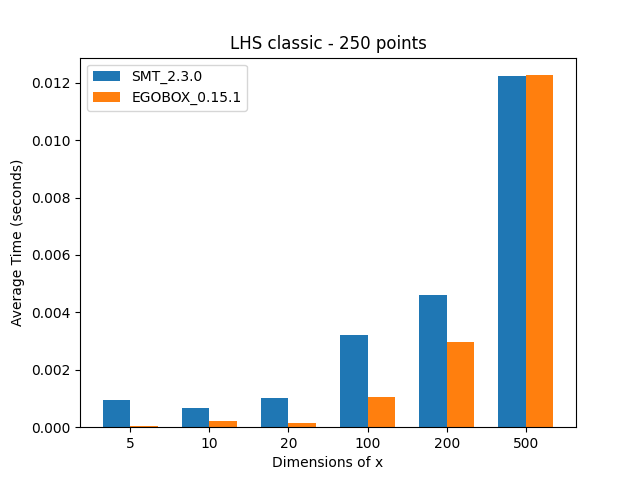 LHS classic - 250 points
SMT_2.3.0
EGOBOX_0.15.1
Average Time (seconds)
0.012
0.010
0.008
0.006
0.004
0.002
0.000
5 10 20 100 200 500
Dimensions of x